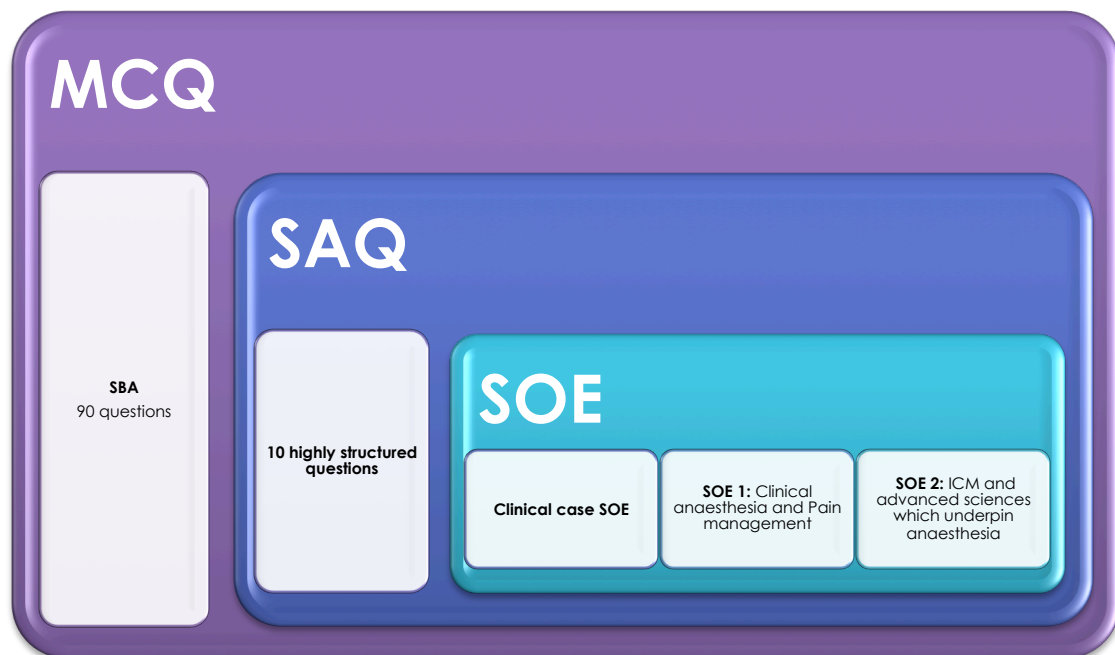 MCQ
SBA
90 questions
SAQ
10 highly structured
questions
SOE
Clinical case SOE
SOE 1: Clinical
anaesthesia and Pain
management
SOE 2: ICM and
advanced sciences
which underpin
anaesthesia